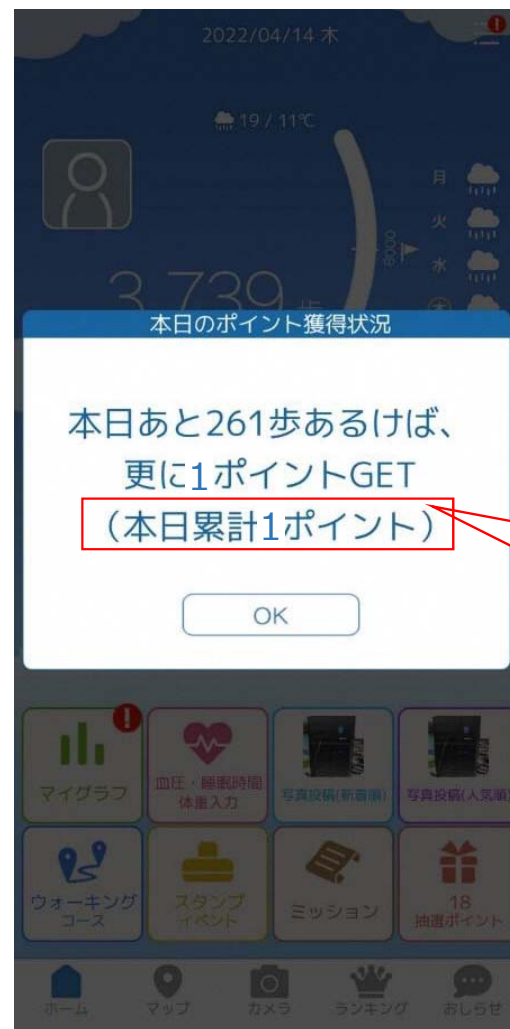 2022/04/14 木
19 / 11℃
月
火
8000
水
3,739 歩
木
本日のポイント獲得状況
本日あと261歩あるけば、
更に1ポイントGET
（本日累計1ポイント）
OK
マイグラフ
血圧・睡眠時間
体重入力
写真投稿(新着順)
写真投稿(人気順
ウォーキング
コース
スタンプ
イベント
ミッション
18
抽選ポイント
ホーム
マップ
カメラ
ランキング
おしらせ